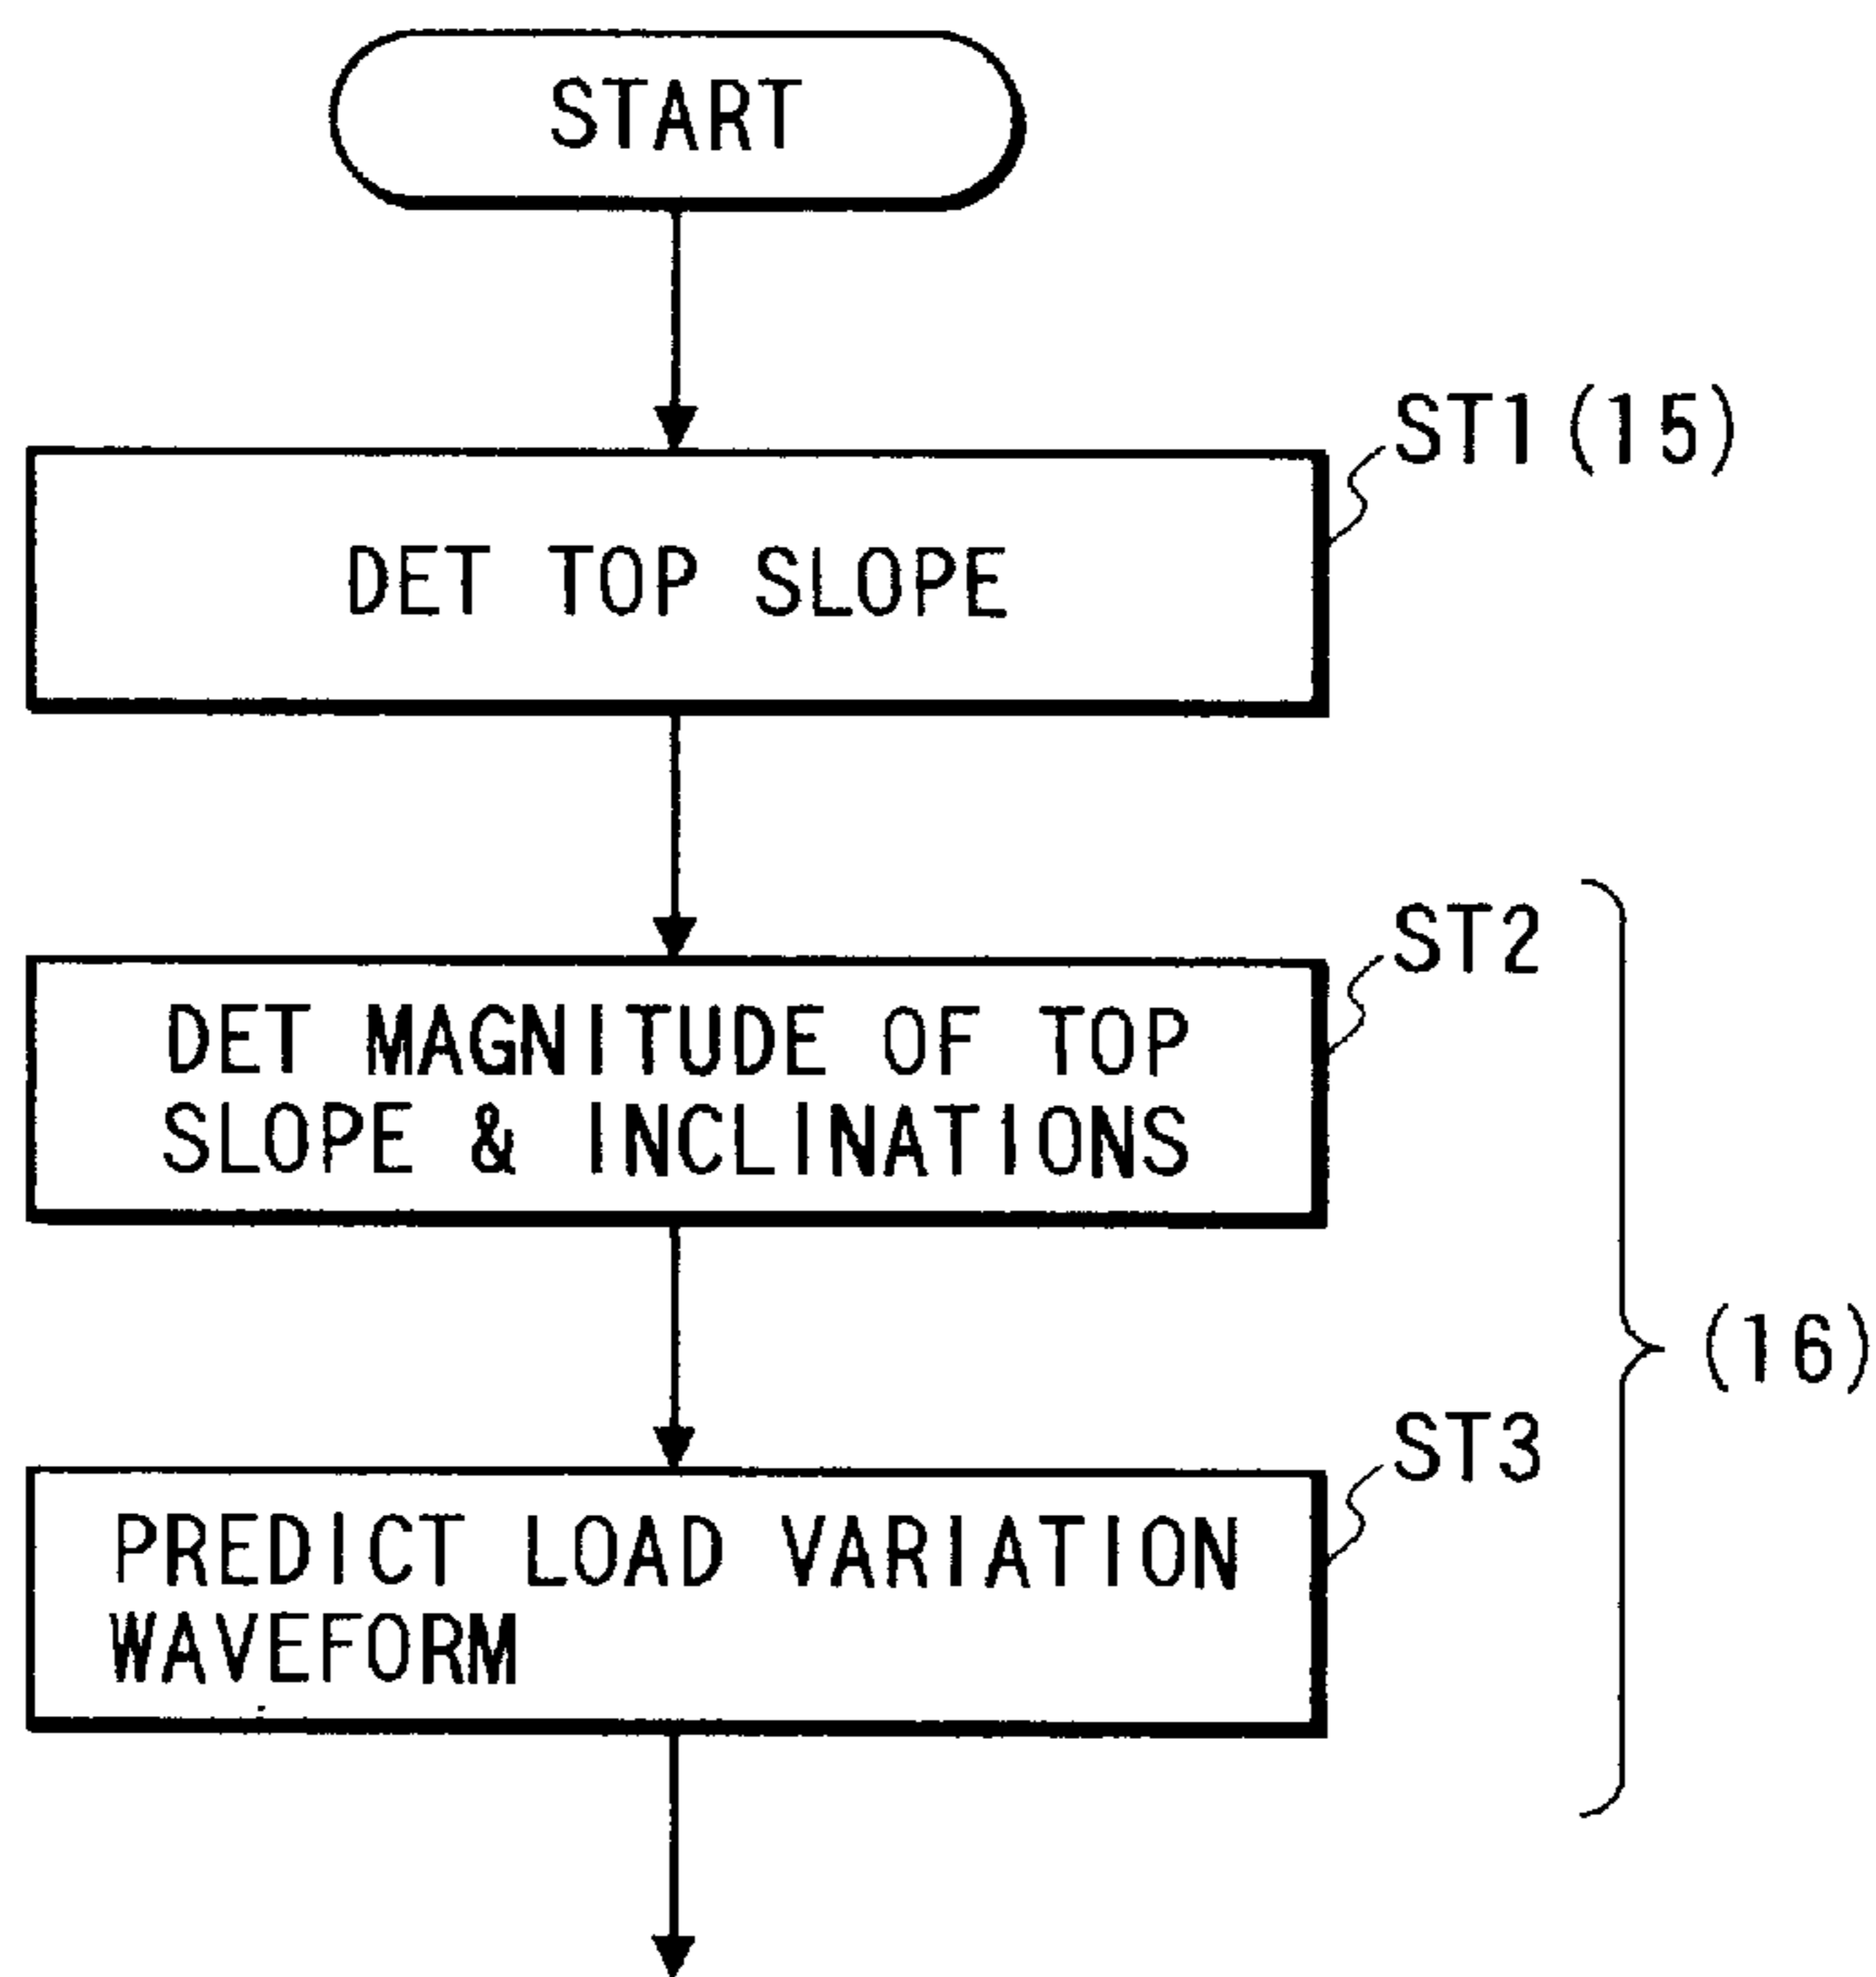 START
ST1 (15)
DET TOP SLOPE
ST2
DET MAGNITUDE OF TOP
SLOPE & INCLINATIONS
(16)
ST3
PREDICT LOAD VARIATION
WAVEFORM